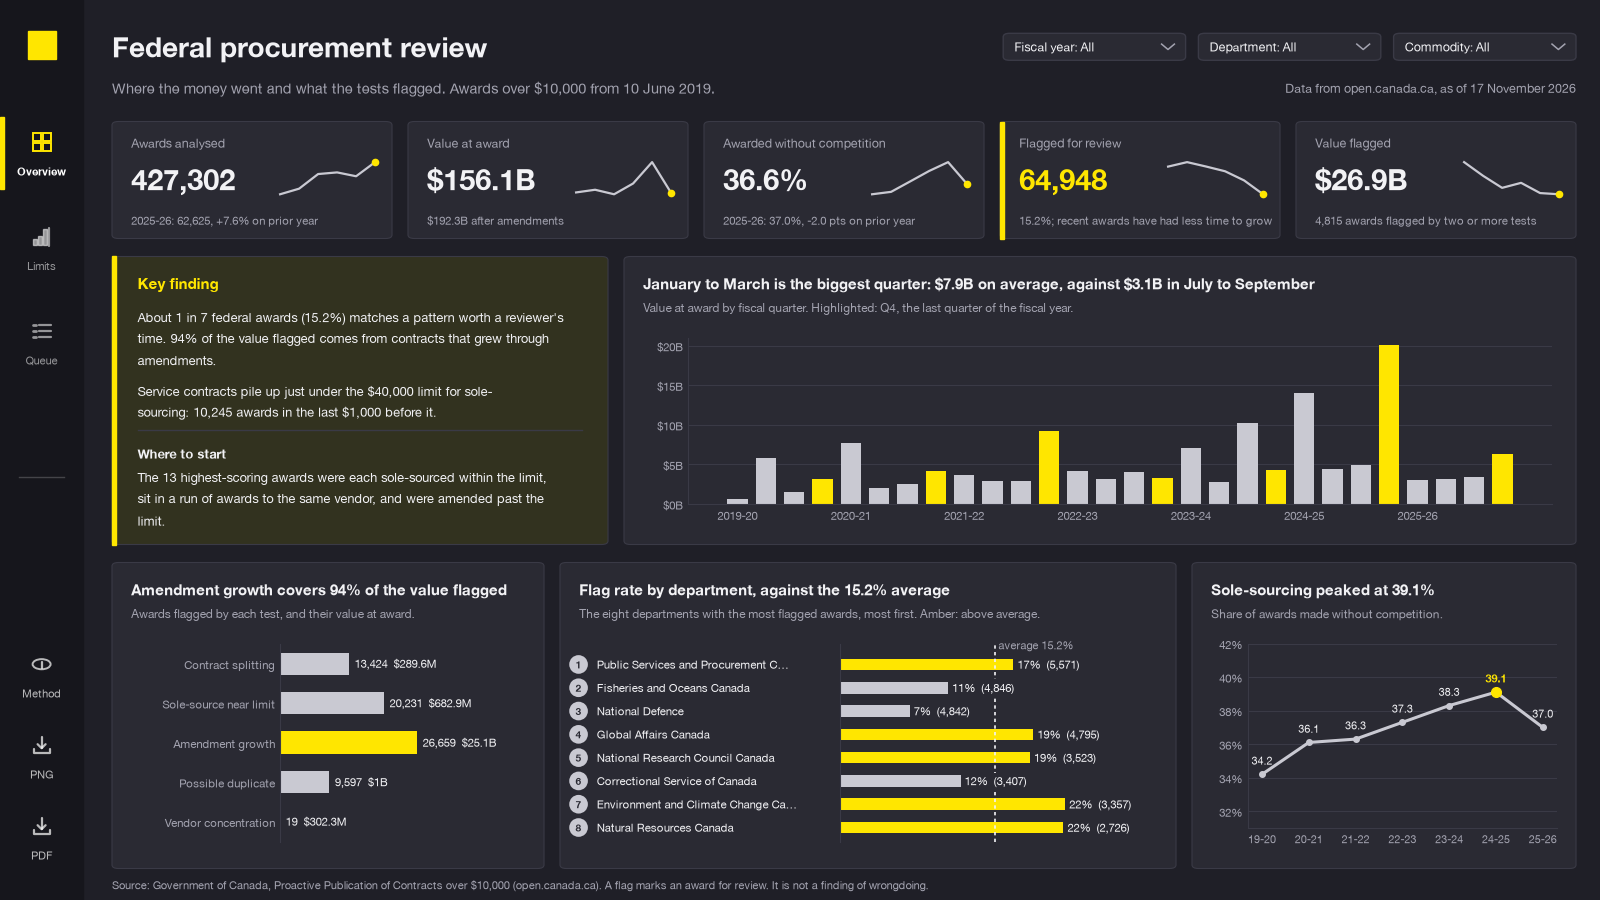 Federal procurement review
Fiscal year: All
Department: All
Commodity: All
Where the money went and what the tests flagged. Awards over $10,000 from 10 June 2019.
Data from open.canada.ca, as of 17 November 2026
Overview
Limits
Queue
Method
PNG
PDF
Awards analysed
427,302
2025-26: 62,625, +7.6% on prior year
Value at award
$156.1B
$192.3B after amendments
Awarded without competition
36.6%
2025-26: 37.0%, -2.0 pts on prior year
Flagged for review
64,948
15.2%; recent awards have had less time to grow
Value flagged
$26.9B
4,815 awards flagged by two or more tests
Key finding
About 1 in 7 federal awards (15.2%) matches a pattern worth a reviewer's
time. 94% of the value flagged comes from contracts that grew through
amendments.
Service contracts pile up just under the $40,000 limit for sole-
sourcing: 10,245 awards in the last $1,000 before it.
Where to start
The 13 highest-scoring awards were each sole-sourced within the limit,
sit in a run of awards to the same vendor, and were amended past the
limit.
January to March is the biggest quarter: $7.9B on average, against $3.1B in July to September
Value at award by fiscal quarter. Highlighted: Q4, the last quarter of the fiscal year.
$20B
$15B
$10B
$5B
$0B
2019-20
2020-21
2021-22
2022-23
2023-24
2024-25
2025-26
Amendment growth covers 94% of the value flagged
Awards flagged by each test, and their value at award.
Contract splitting
13,424 $289.6M
Sole-source near limit
20,231 $682.9M
Amendment growth
26,659 $25.1B
Possible duplicate
9,597 $1B
Vendor concentration
19 $302.3M
Flag rate by department, against the 15.2% average
The eight departments with the most flagged awards, most first. Amber: above average.
average 15.2%
1 Public Services and Procurement C... 17% (5,571)
2 Fisheries and Oceans Canada 11% (4,846)
3 National Defence 7% (4,842)
4 Global Affairs Canada 19% (4,795)
5 National Research Council Canada 19% (3,523)
6 Correctional Service of Canada 12% (3,407)
7 Environment and Climate Change Ca... 22% (3,357)
8 Natural Resources Canada 22% (2,726)
Sole-sourcing peaked at 39.1%
Share of awards made without competition.
42%
40%
38%
36%
34%
32%
34.2
36.1
36.3
37.3
38.3
39.1
37.0
19-20
20-21
21-22
22-23
23-24
24-25
25-26
Source: Government of Canada, Proactive Publication of Contracts over $10,000 (open.canada.ca). A flag marks an award for review. It is not a finding of wrongdoing.